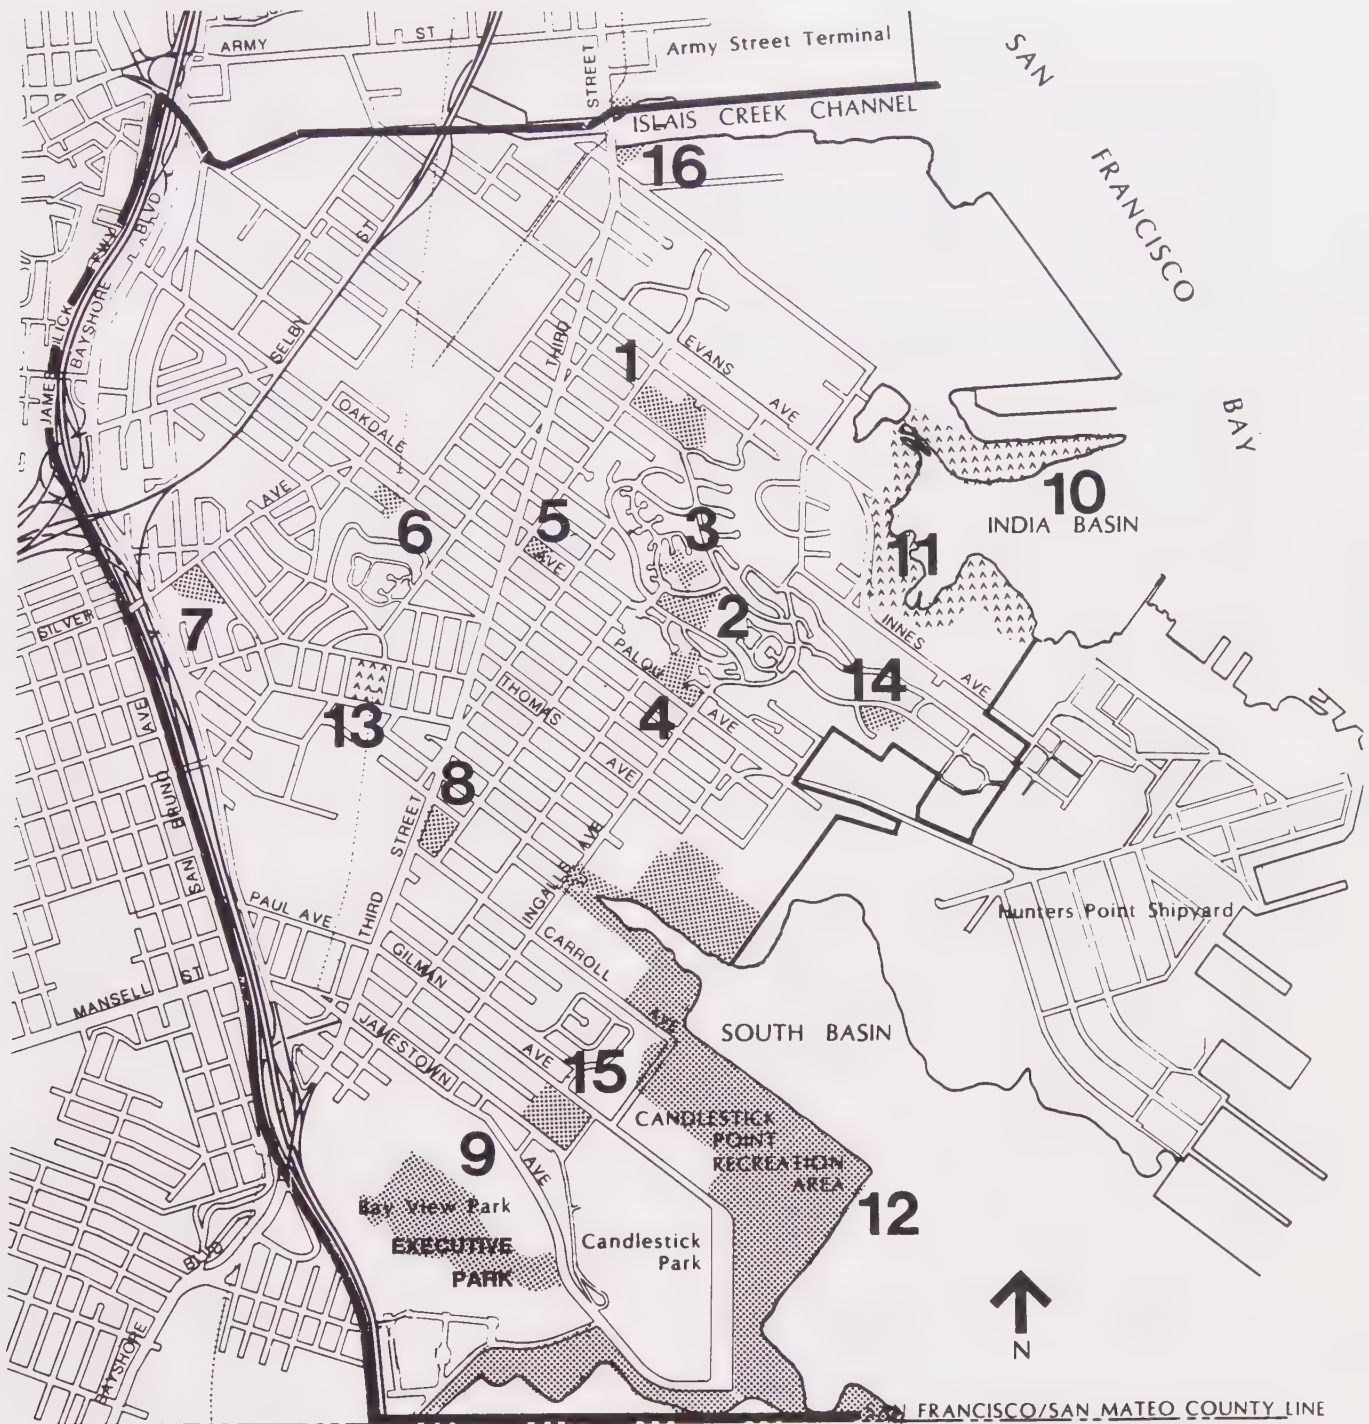 ARMY ST
Army Street Terminal
SAN
FRANCISCO
BAY
STREET
ISLAIS CREEK CHANNEL
16
BLVD
FWY
LICK
JAMES
BAYSHORE
SELBY
ST
THIRD
1
EVANS
AVE
OAKDALE
AVE
10
INDIA BASIN
6
5
AVE
3
11
7
SILVER
AVE
2
INNES
AVE
PALOU
AVE
14
13
THOMAS
AVE
4
8
STREET
THIRD
BRUNO
SAN
INGALLS AVE
PAUL AVE
CARROLL
AVE
GILMAN
AVE
MANSELL ST
JAMESTOWN
AVE
Hunters Point Shipyard
SOUTH BASIN
15
CANDLESTICK
POINT
RECREATION
AREA
9
12
Bay View Park
EXECUTIVE
PARK
Candlestick
Park
BLVD
BAYSHORE
N
SAN FRANCISCO/SAN MATEO COUNTY LINE